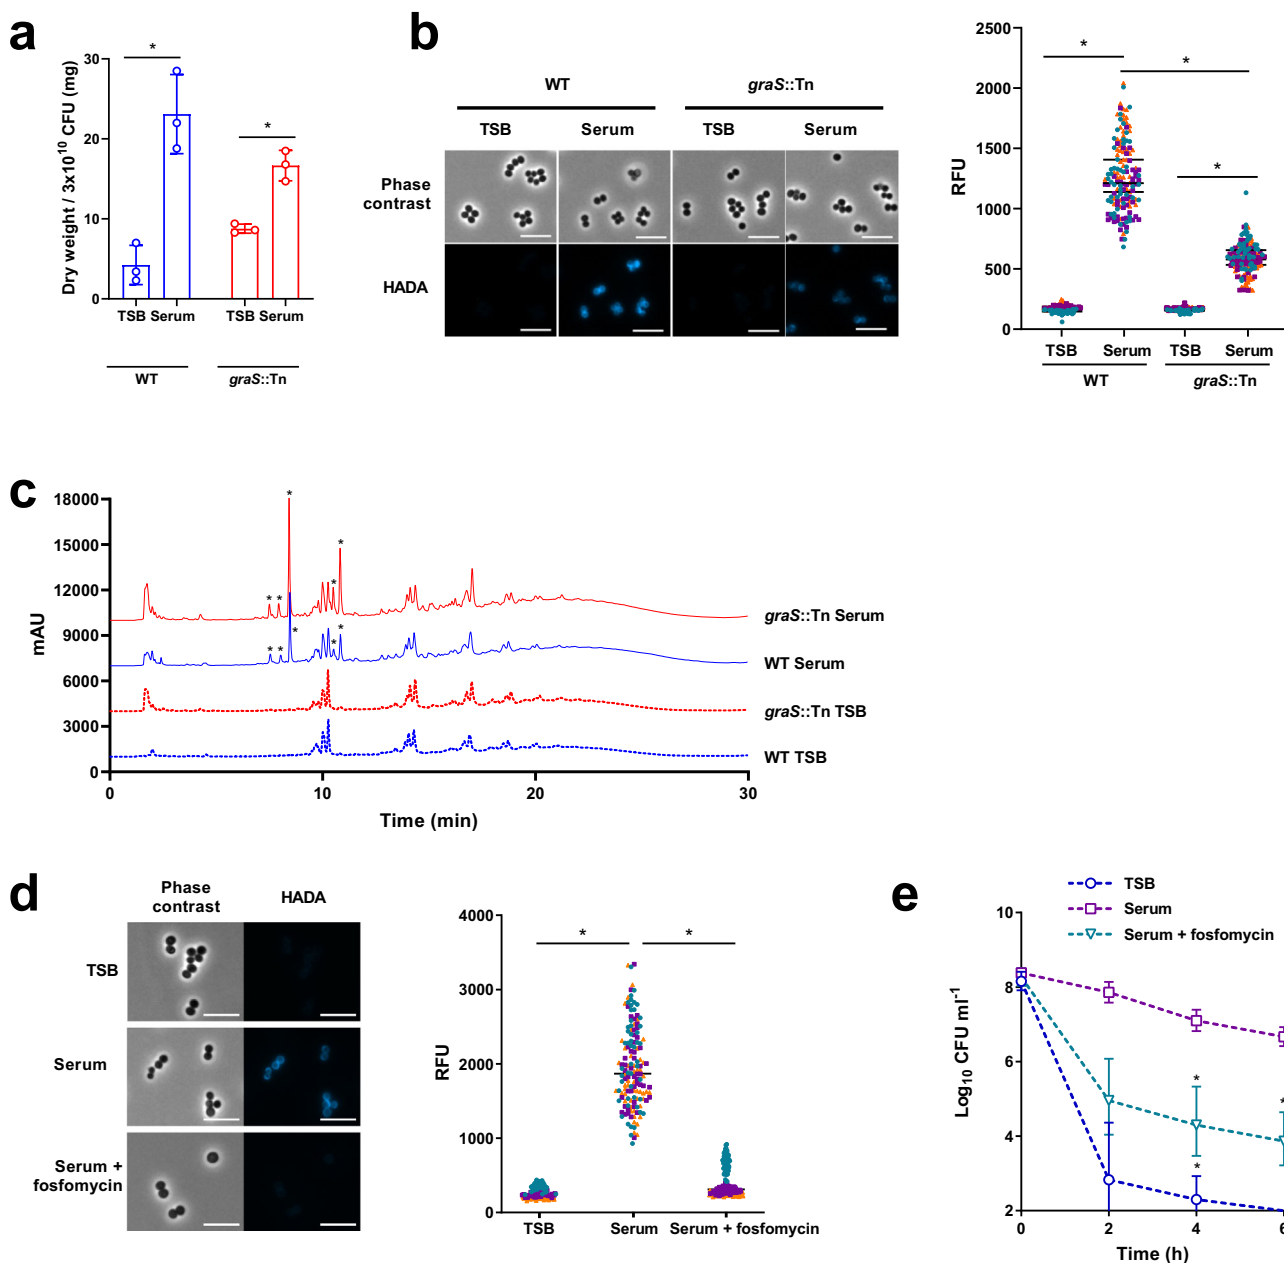 a
Dry weight / 3x10¹⁰ CFU (mg)
30
20
10
0
*
*
TSB Serum
TSB Serum
WT
graS::Tn
b
WT
graS::Tn
TSB
Serum
TSB
Serum
Phase
contrast
HADA
RFU
2500
2000
1500
1000
500
0
*
*
*
TSB
Serum
TSB
Serum
WT
graS::Tn
c
mAU
18000
15000
12000
9000
6000
3000
0
* * * * *
* * * * *
graS::Tn Serum
WT Serum
graS::Tn TSB
WT TSB
0
10
20
30
Time (min)
d
Phase
contrast
HADA
TSB
Serum
Serum +
fosfomycin
RFU
4000
3000
2000
1000
0
*
*
TSB
Serum
Serum + fosfomycin
e
TSB
Serum
Serum + fosfomycin
Log₁₀ CFU ml⁻¹
10
8
6
4
2
*
*
*
0
2
4
6
Time (h)